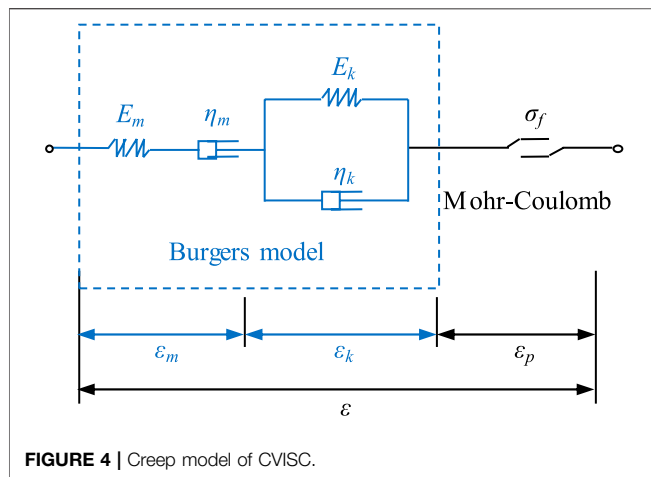 E_k
E_m
η_m
σ_f
η_k
Mohr-Coulomb
Burgers model
ε_m
ε_k
ε_p
ε
FIGURE 4 | Creep model of CVISC.